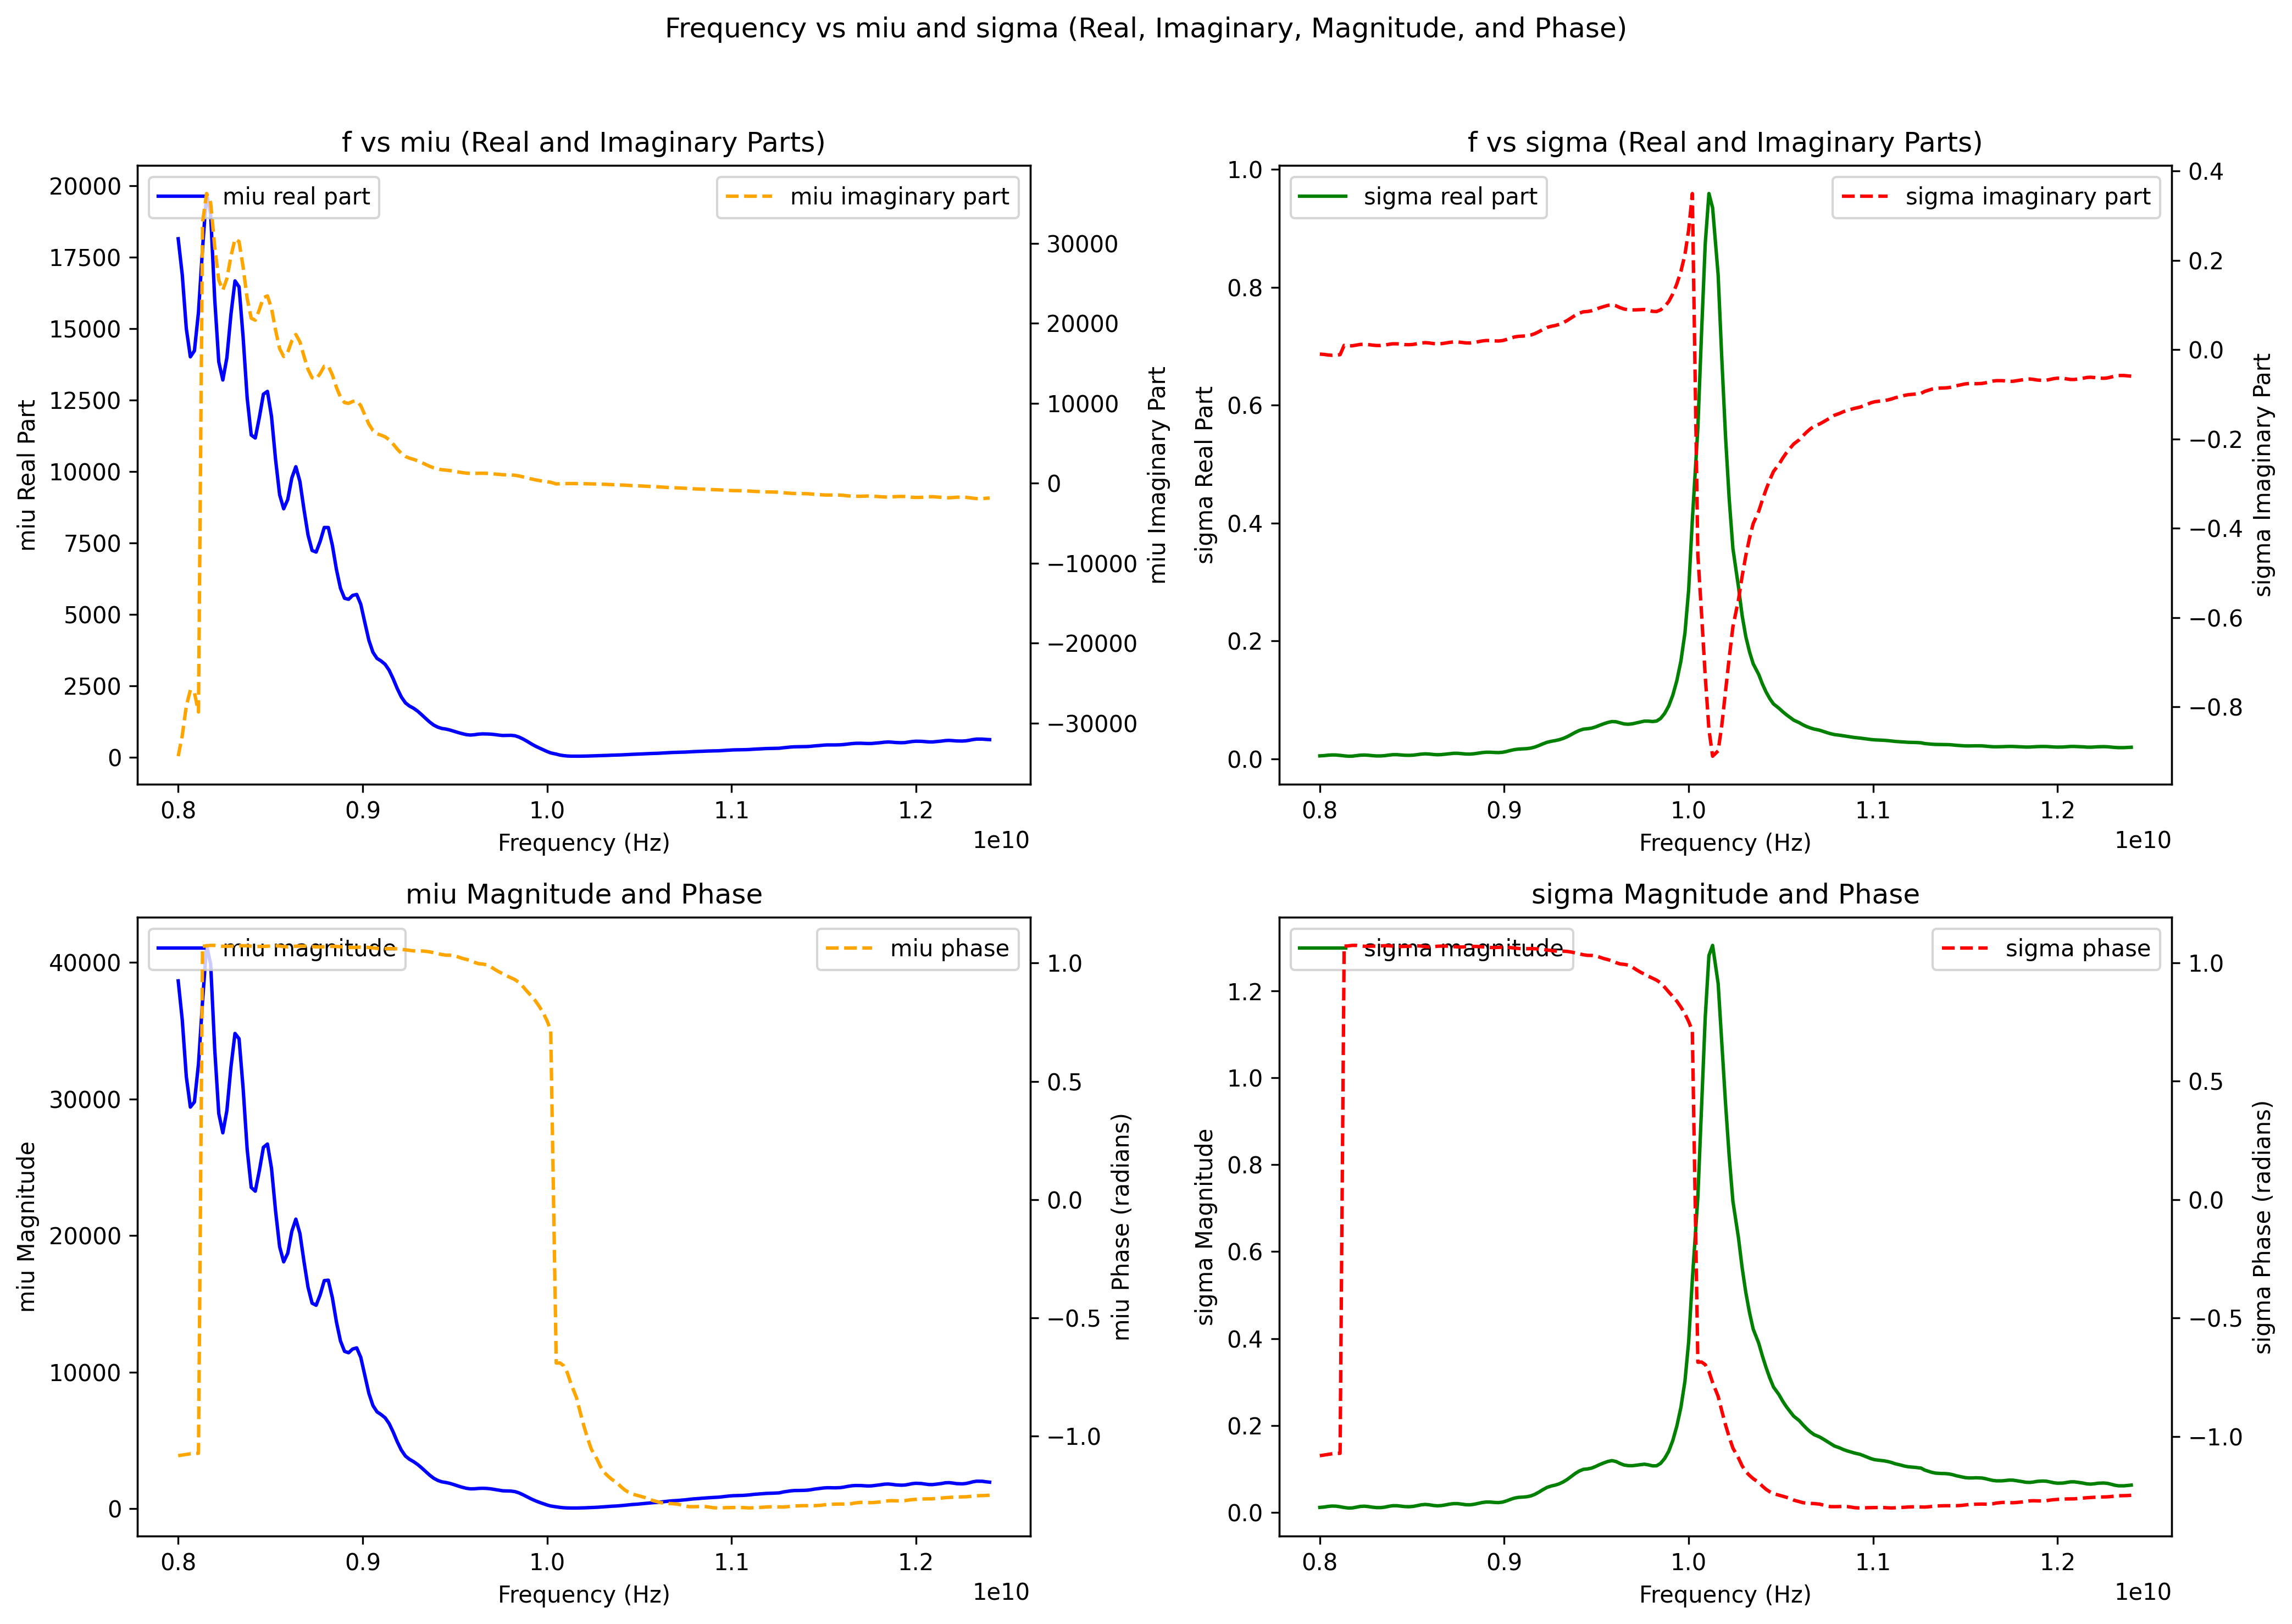 Frequency vs miu and sigma (Real, Imaginary, Magnitude, and Phase)
f vs miu (Real and Imaginary Parts)
miu real part
miu imaginary part
20000
17500
15000
12500
10000
7500
5000
2500
0
miu Real Part
30000
20000
10000
0
−10000
−20000
−30000
miu Imaginary Part
0.8 0.9 1.0 1.1 1.2
1e10
Frequency (Hz)
f vs sigma (Real and Imaginary Parts)
sigma real part
sigma imaginary part
1.0
0.8
0.6
0.4
0.2
0.0
sigma Real Part
0.4
0.2
0.0
−0.2
−0.4
−0.6
−0.8
sigma Imaginary Part
0.8 0.9 1.0 1.1 1.2
1e10
Frequency (Hz)
miu Magnitude and Phase
miu magnitude
miu phase
40000
30000
20000
10000
0
miu Magnitude
1.0
0.5
0.0
−0.5
−1.0
miu Phase (radians)
0.8 0.9 1.0 1.1 1.2
1e10
Frequency (Hz)
sigma Magnitude and Phase
sigma magnitude
sigma phase
1.2
1.0
0.8
0.6
0.4
0.2
0.0
sigma Magnitude
1.0
0.5
0.0
−0.5
−1.0
sigma Phase (radians)
0.8 0.9 1.0 1.1 1.2
1e10
Frequency (Hz)